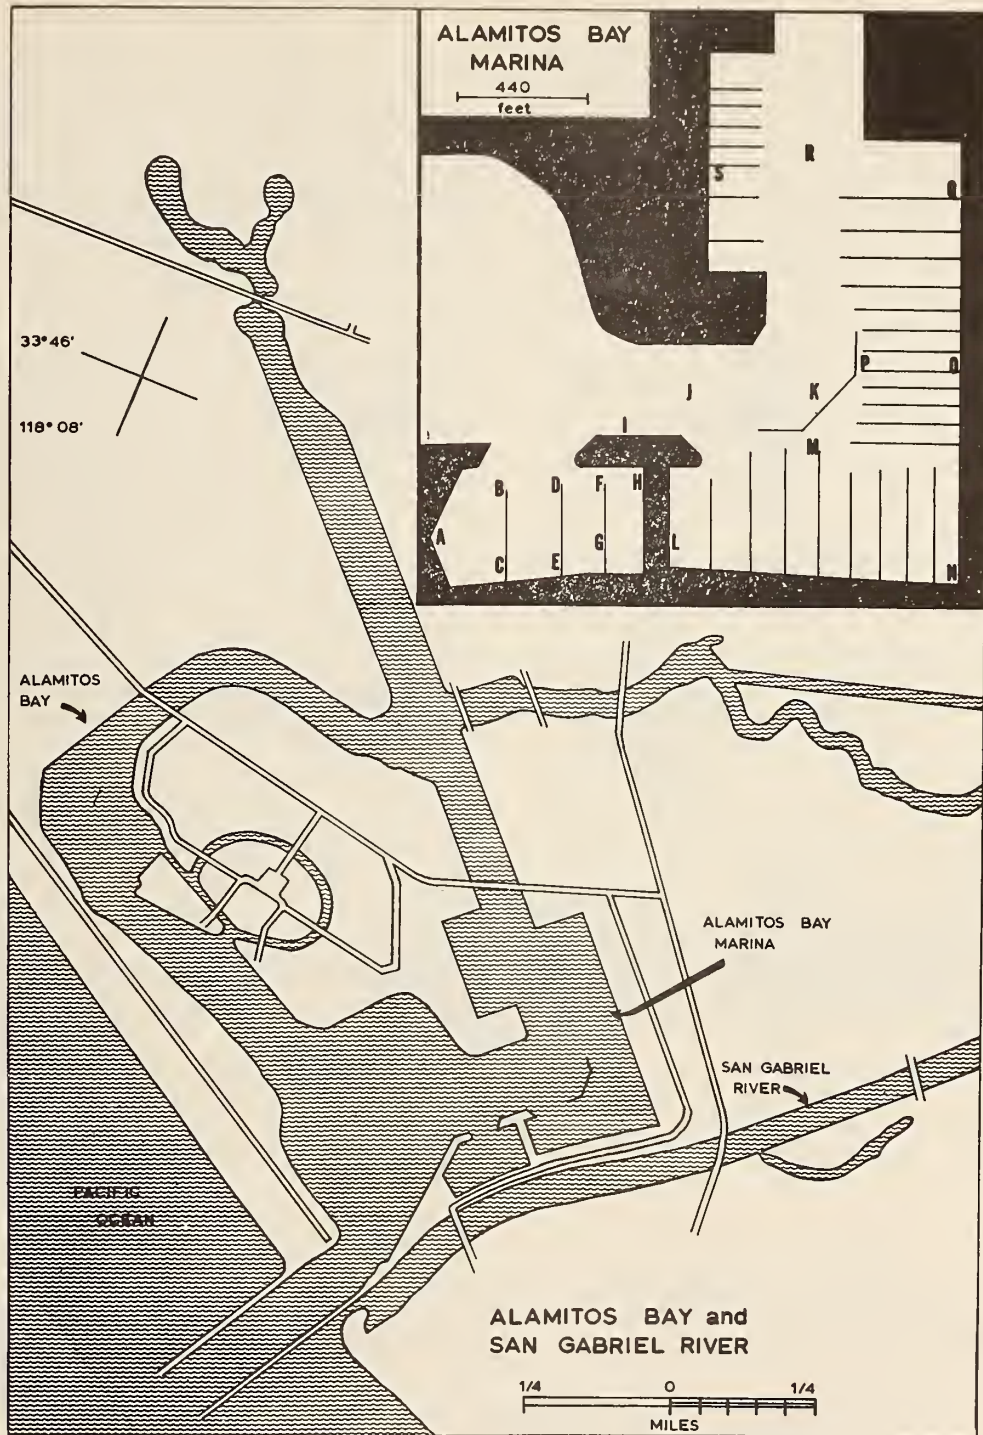 ALAMITOS BAY
MARINA
440
feet
R
S
Q
P
O
J
K
I
M
B
D
F
H
A
G
L
C
E
N
33°46'
118°08'
ALAMITOS
BAY
ALAMITOS BAY
MARINA
SAN GABRIEL
RIVER
PACIFIC
OCEAN
ALAMITOS BAY and
SAN GABRIEL RIVER
1/4 0 1/4
MILES